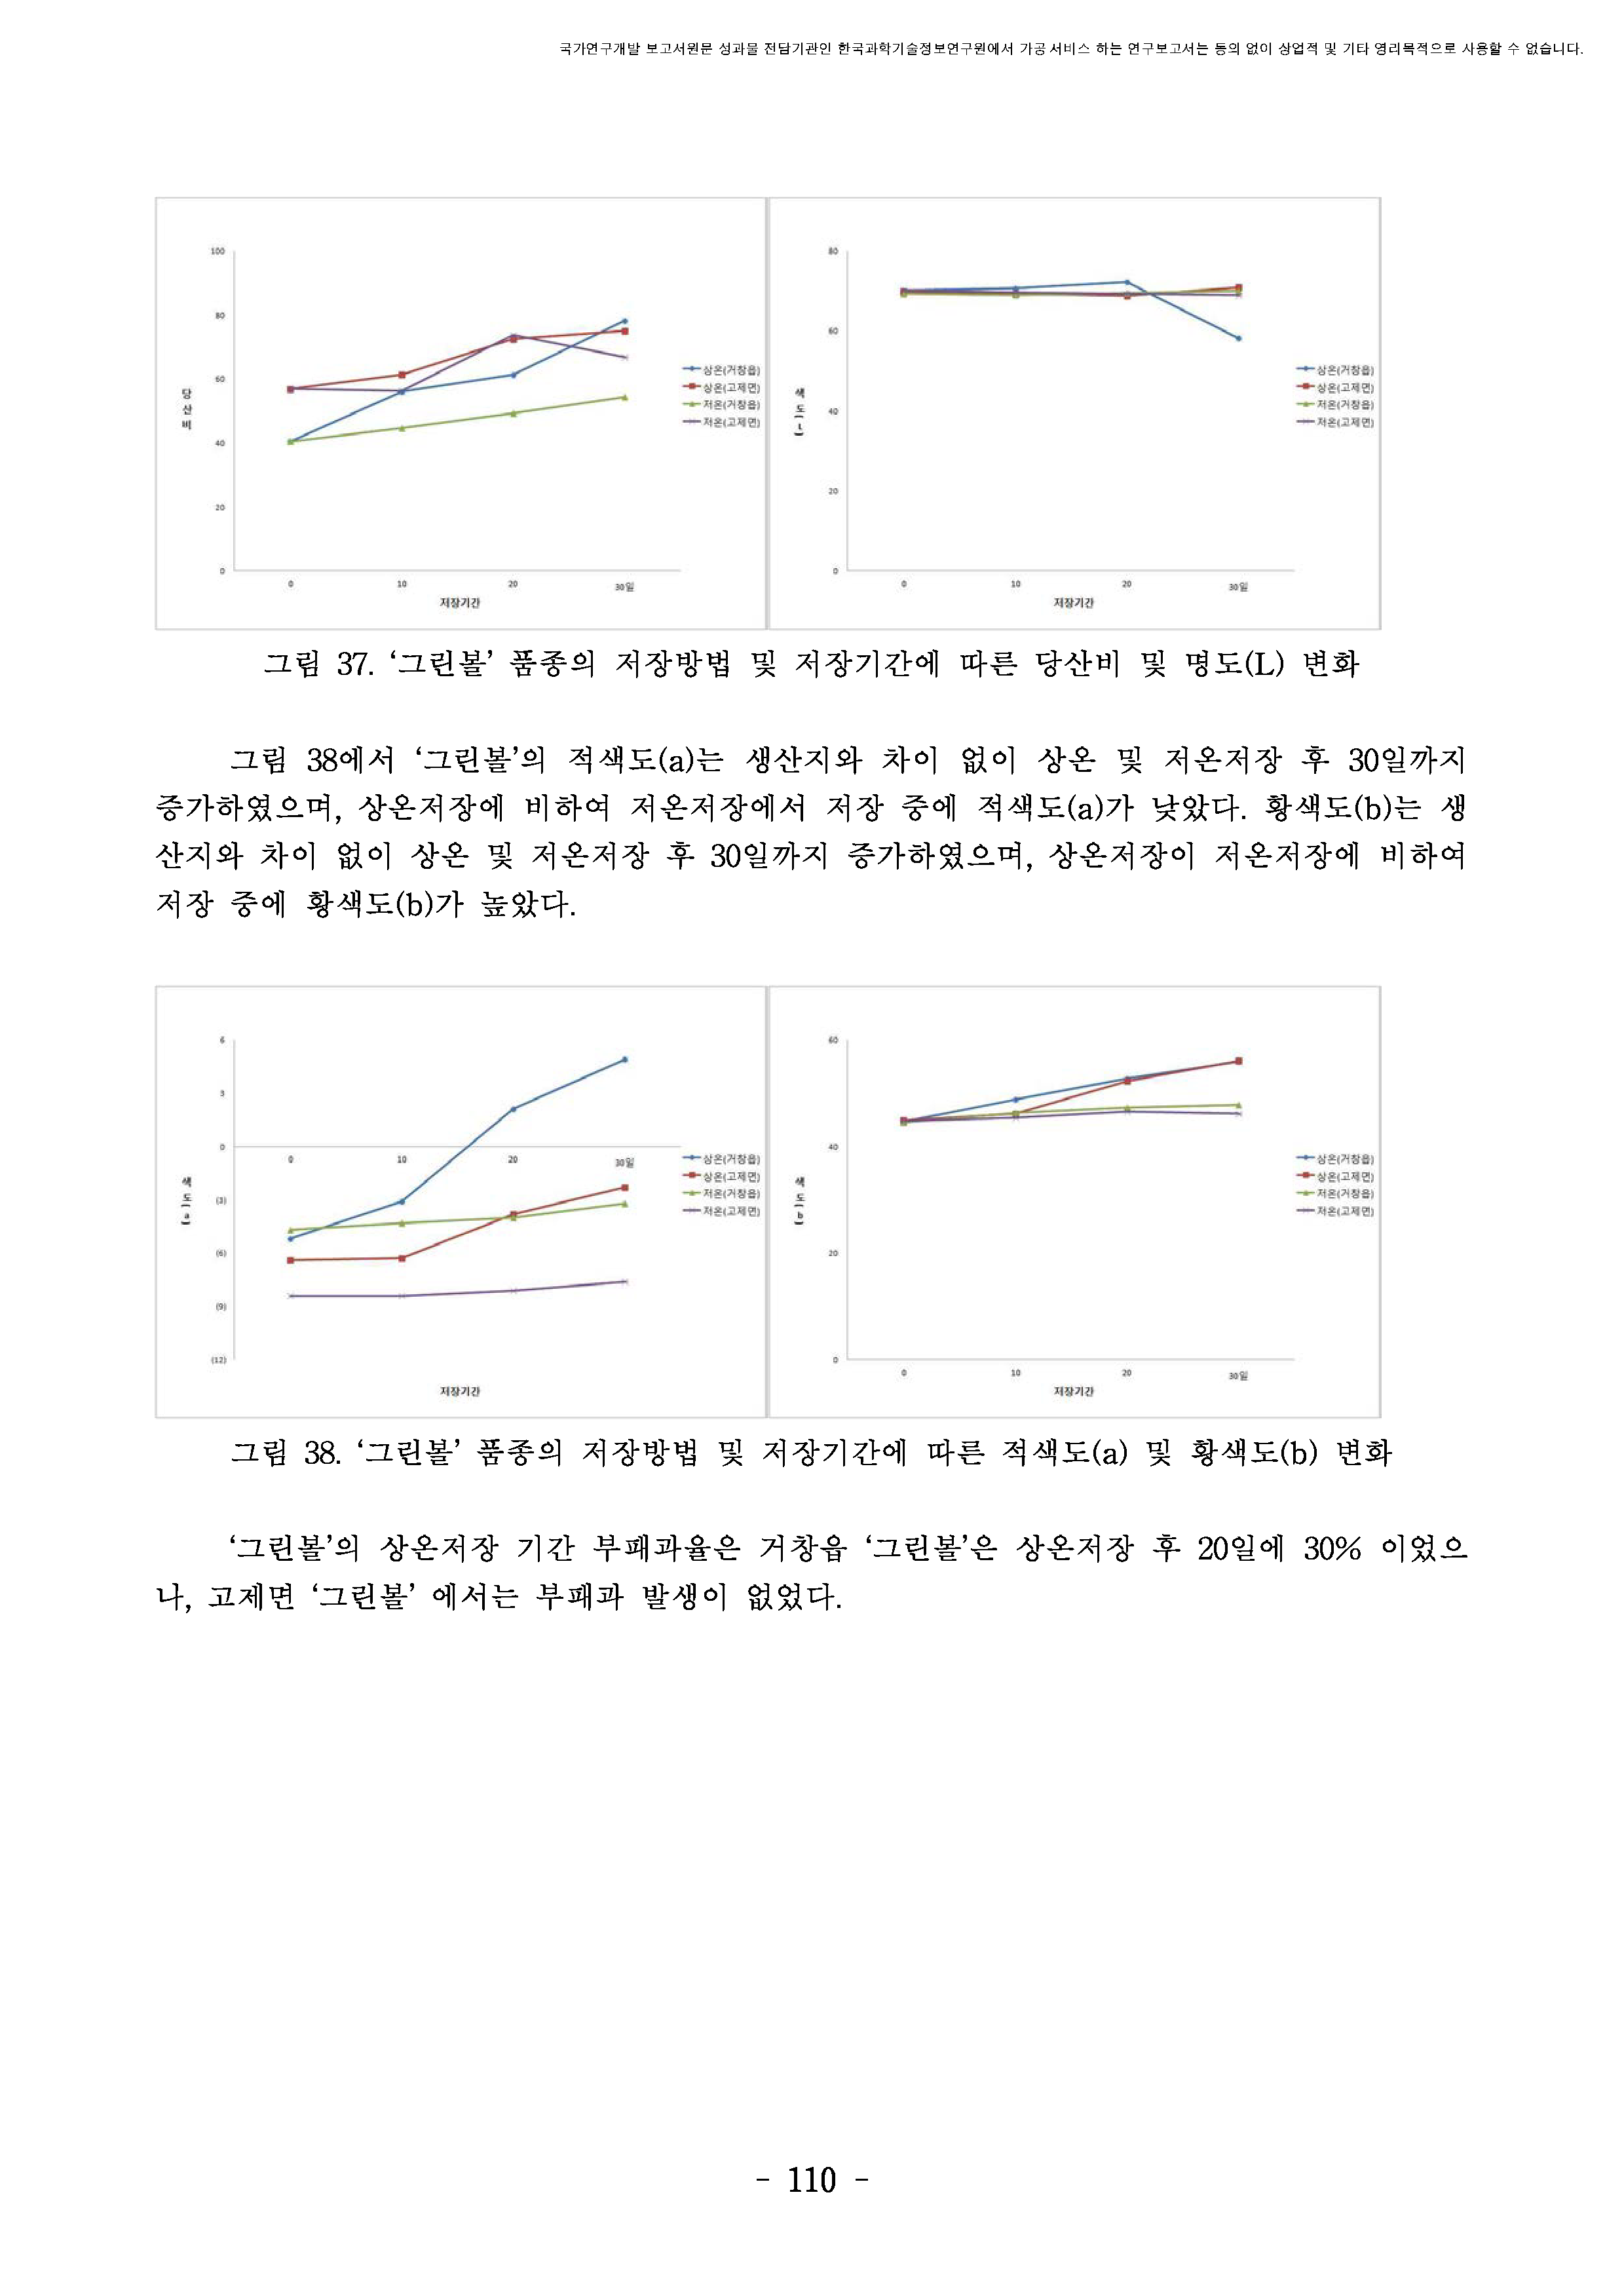 국가연구개발 보고서원문 성과물 전담기관인 한국과학기술정보연구원에서 가공·서비스 하는 연구보고서는 동의 없이 상업적 및 기타 영리목적으로 사용할 수 없습니다.
100
80
60
40
20
0
당산비
0 10 20 30일
저장기간
상온(거창읍)
상온(고제면)
저온(거창읍)
저온(고제면)
80
60
40
20
0
색도(L)
0 10 20 30일
저장기간
상온(거창읍)
상온(고제면)
저온(거창읍)
저온(고제면)
그림 37. ‘그린볼’ 품종의 저장방법 및 저장기간에 따른 당산비 및 명도(L) 변화
그림 38에서 ‘그린볼’의 적색도(a)는 생산지와 차이 없이 상온 및 저온저장 후 30일까지
증가하였으며, 상온저장에 비하여 저온저장에서 저장 중에 적색도(a)가 낮았다. 황색도(b)는 생
산지와 차이 없이 상온 및 저온저장 후 30일까지 증가하였으며, 상온저장이 저온저장에 비하여
저장 중에 황색도(b)가 높았다.
6
3
0
(3)
(6)
(9)
(12)
색도(a)
0 10 20 30일
저장기간
상온(거창읍)
상온(고제면)
저온(거창읍)
저온(고제면)
60
40
20
0
색도(b)
0 10 20 30일
저장기간
상온(거창읍)
상온(고제면)
저온(거창읍)
저온(고제면)
그림 38. ‘그린볼’ 품종의 저장방법 및 저장기간에 따른 적색도(a) 및 황색도(b) 변화
‘그린볼’의 상온저장 기간 부패과율은 거창읍 ‘그린볼’은 상온저장 후 20일에 30% 이었으
나, 고제면 ‘그린볼’ 에서는 부패과 발생이 없었다.
- 110 -